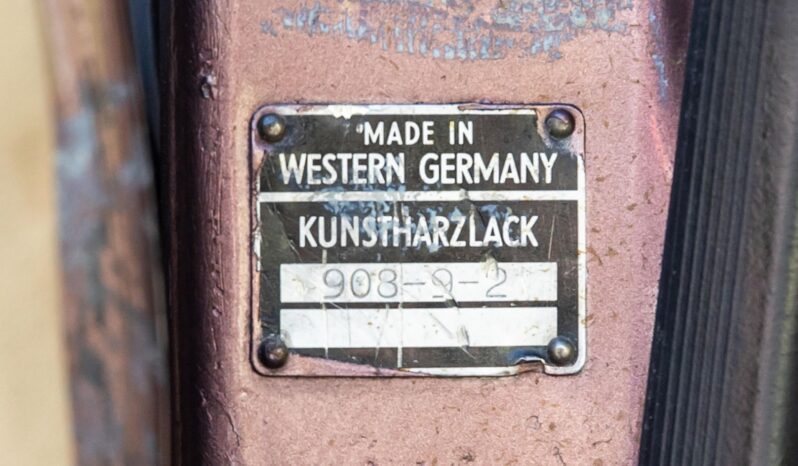 MADE IN
WESTERN GERMANY
KUNSTHARZLACK
908-9-2